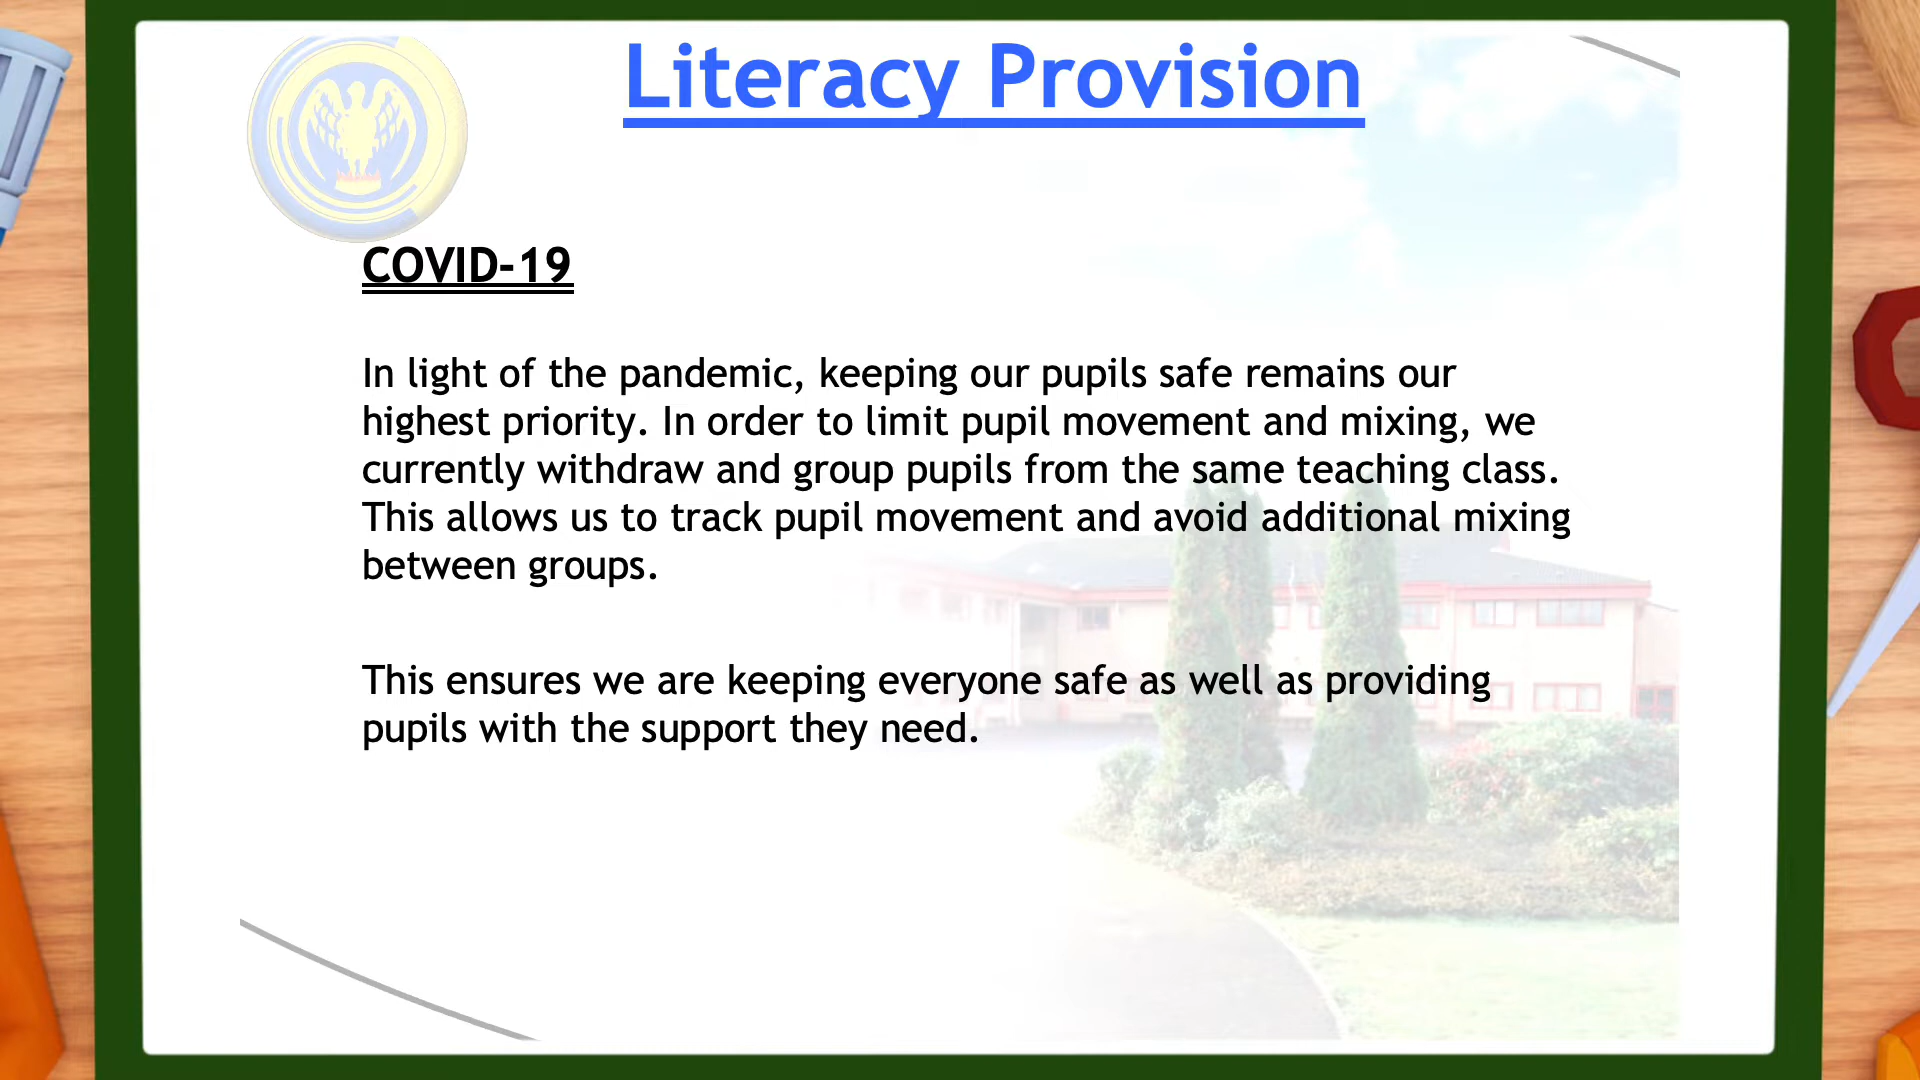 Literacy Provision
COVID-19
In light of the pandemic, keeping our pupils safe remains our
highest priority. In order to limit pupil movement and mixing, we
currently withdraw and group pupils from the same teaching class.
This allows us to track pupil movement and avoid additional mixing
between groups.
This ensures we are keeping everyone safe as well as providing
pupils with the support they need.